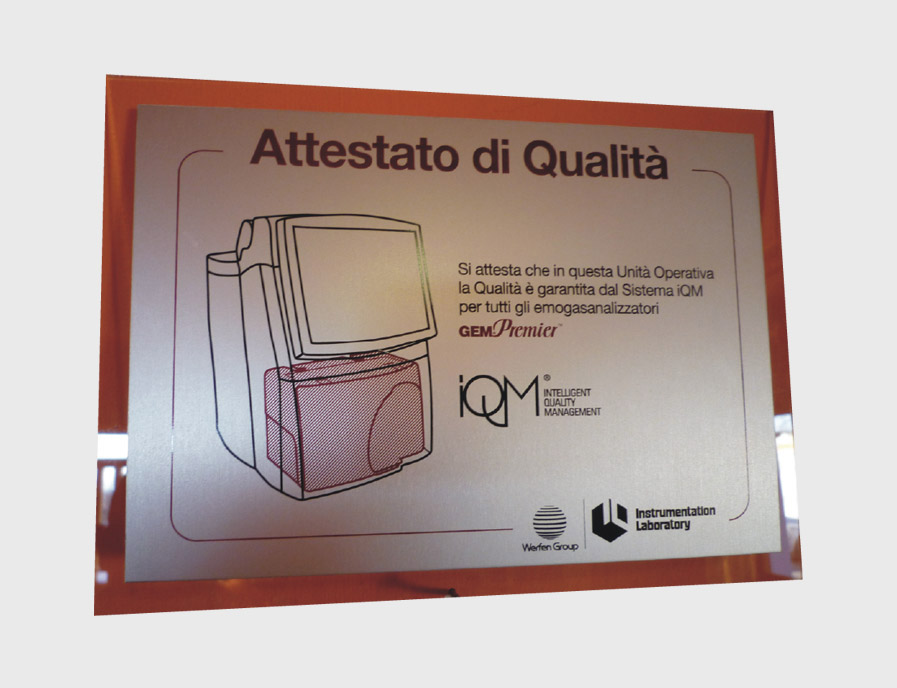 Attestato di Qualità
Si attesta che in questa Unità Operativa
la Qualità è garantita dal Sistema iQM
per tutti gli emogasanalizzatori
GEM Premier™
iQM®
INTELLIGENT
QUALITY
MANAGEMENT
Werfen Group
Instrumentation
Laboratory